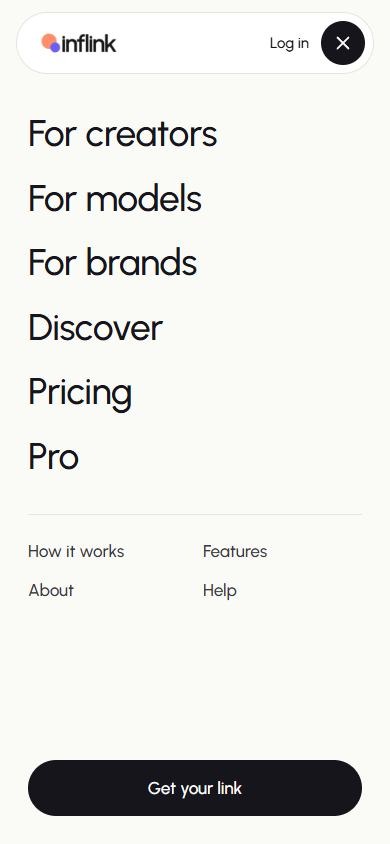 inflink
Log in
For creators
For models
For brands
Discover
Pricing
Pro
How it works
Features
About
Help
Get your link